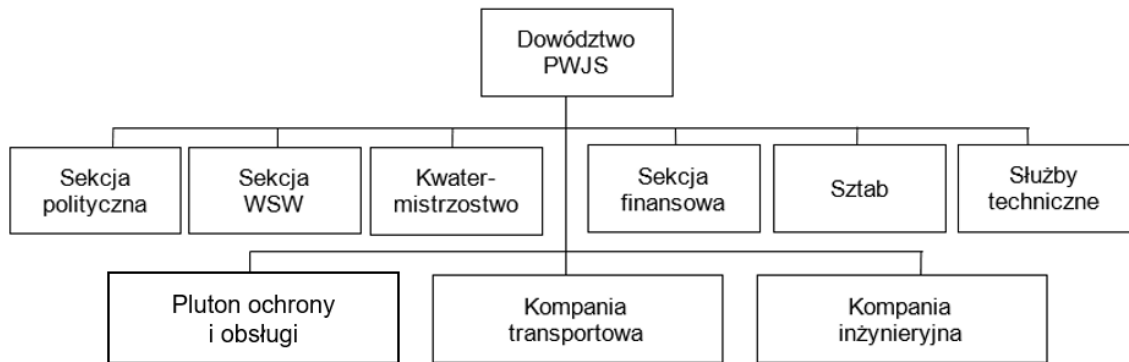 Dowództwo
PWJS
Sekcja
polityczna
Sekcja
WSW
Kwater-
mistrzostwo
Sekcja
finansowa
Sztab
Służby
techniczne
Pluton ochrony
i obsługi
Kompania
transportowa
Kompania
inżynieryjna